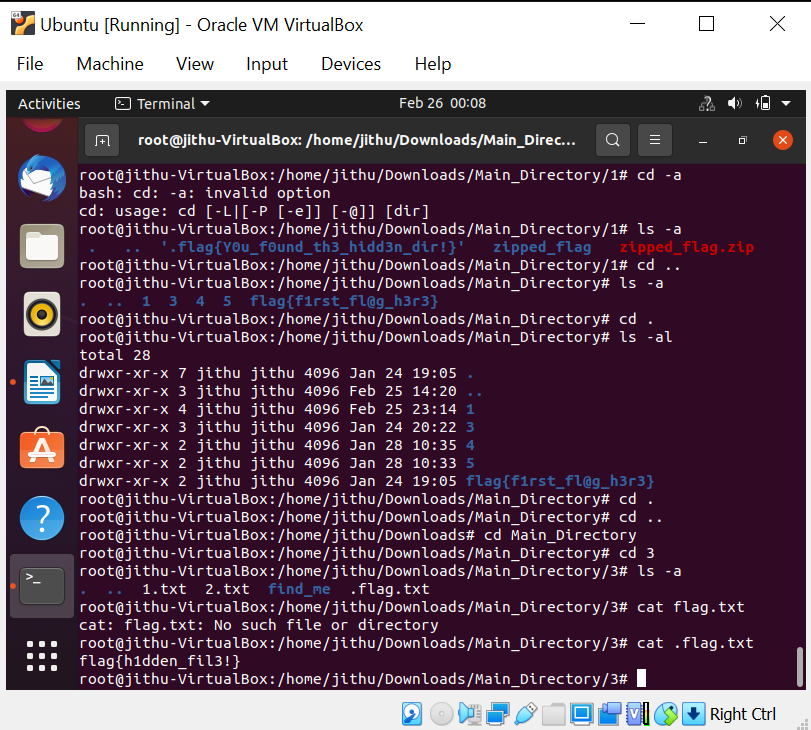 Ubuntu [Running] - Oracle VM VirtualBox
File Machine View Input Devices Help
Activities Terminal Feb 26 00:08
root@jithu-VirtualBox: /home/jithu/Downloads/Main_Direc...
root@jithu-VirtualBox:/home/jithu/Downloads/Main_Directory/1# cd -a
bash: cd: -a: invalid option
cd: usage: cd [-L|[-P [-e]] [-@]] [dir]
root@jithu-VirtualBox:/home/jithu/Downloads/Main_Directory/1# ls -a
. .. '.flag{Y0u_f0und_th3_hidd3n_dir!}' zipped_flag zipped_flag.zip
root@jithu-VirtualBox:/home/jithu/Downloads/Main_Directory/1# cd ..
root@jithu-VirtualBox:/home/jithu/Downloads/Main_Directory# ls -a
. .. 1 3 4 5 flag{f1rst_fl@g_h3r3}
root@jithu-VirtualBox:/home/jithu/Downloads/Main_Directory# cd .
root@jithu-VirtualBox:/home/jithu/Downloads/Main_Directory# ls -al
total 28
drwxr-xr-x 7 jithu jithu 4096 Jan 24 19:05 .
drwxr-xr-x 3 jithu jithu 4096 Feb 25 14:20 ..
drwxr-xr-x 4 jithu jithu 4096 Feb 25 23:14 1
drwxr-xr-x 3 jithu jithu 4096 Jan 24 20:22 3
drwxr-xr-x 2 jithu jithu 4096 Jan 28 10:35 4
drwxr-xr-x 2 jithu jithu 4096 Jan 28 10:33 5
drwxr-xr-x 2 jithu jithu 4096 Jan 24 19:05 flag{f1rst_fl@g_h3r3}
root@jithu-VirtualBox:/home/jithu/Downloads/Main_Directory# cd .
root@jithu-VirtualBox:/home/jithu/Downloads/Main_Directory# cd ..
root@jithu-VirtualBox:/home/jithu/Downloads# cd Main_Directory
root@jithu-VirtualBox:/home/jithu/Downloads/Main_Directory# cd 3
root@jithu-VirtualBox:/home/jithu/Downloads/Main_Directory/3# ls -a
. .. 1.txt 2.txt find_me .flag.txt
root@jithu-VirtualBox:/home/jithu/Downloads/Main_Directory/3# cat flag.txt
cat: flag.txt: No such file or directory
root@jithu-VirtualBox:/home/jithu/Downloads/Main_Directory/3# cat .flag.txt
flag{h1dden_fil3!}
root@jithu-VirtualBox:/home/jithu/Downloads/Main_Directory/3#
Right Ctrl